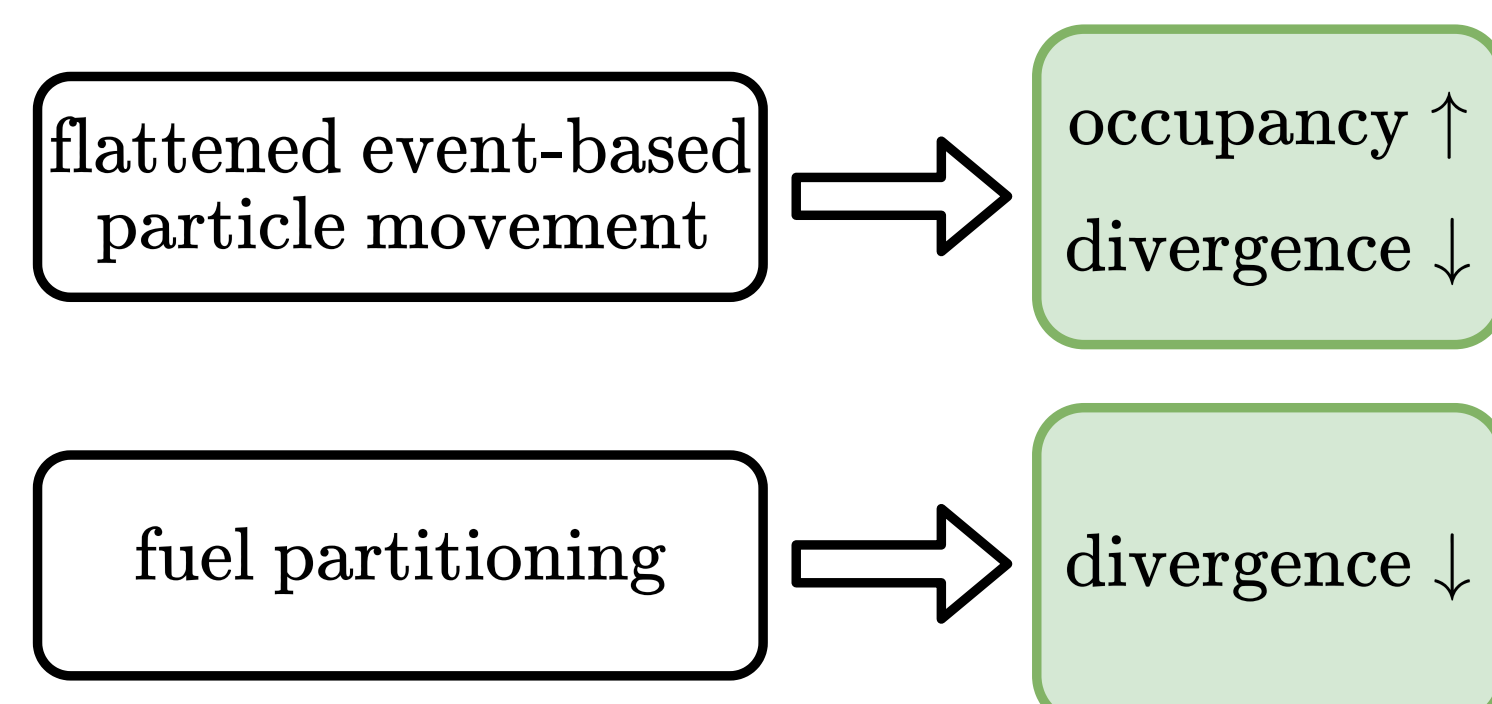 flattened event-based
particle movement
occupancy ↑
divergence ↓
fuel partitioning
divergence ↓